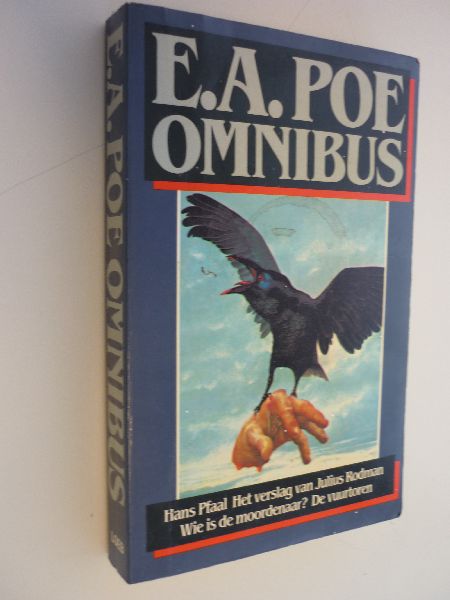 E.A. POE
OMNIBUS
Hans Pfaal Het verslag van Julius Rodman
Wie is de moordenaar? De vuurtoren
E.A. POE OMNIBUS